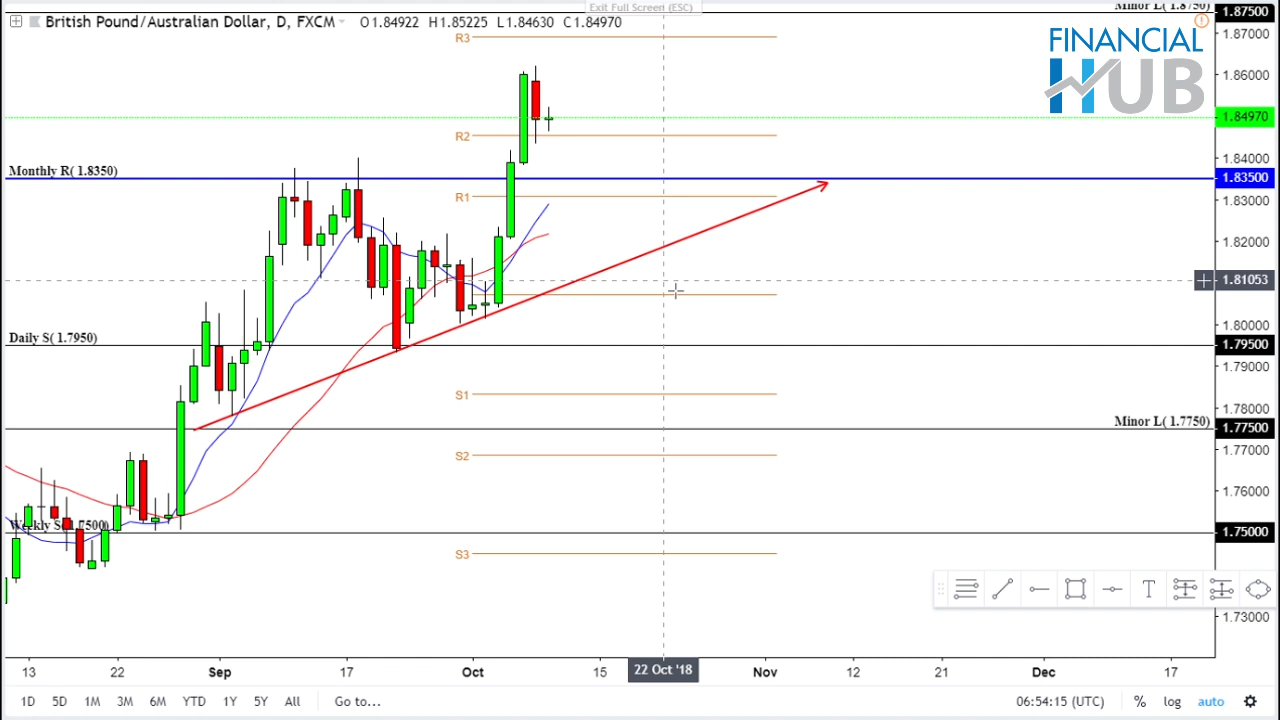 Exit Full Screen (ESC)
British Pound/Australian Dollar, D, FXCM O1.84922 H1.85225 L1.84630 C1.84970
Minor L( 1.8750)
1.87500
R3
1.87000
FINANCIAL
HUB
1.86000
1.84970
R2
1.84000
Monthly R( 1.8350)
1.83500
R1
1.83000
1.82000
1.81053
1.80000
Daily S( 1.7950)
1.79500
1.79000
S1
1.78000
Minor L( 1.7750)
1.77500
1.77000
S2
1.76000
Weekly S(1.7500)
1.75000
S3
1.73000
13 22 Sep 17 Oct 15 22 Oct '18 Nov 12 21 Dec 17
1D 5D 1M 3M 6M YTD 1Y 5Y All Go to... 06:54:15 (UTC) % log auto